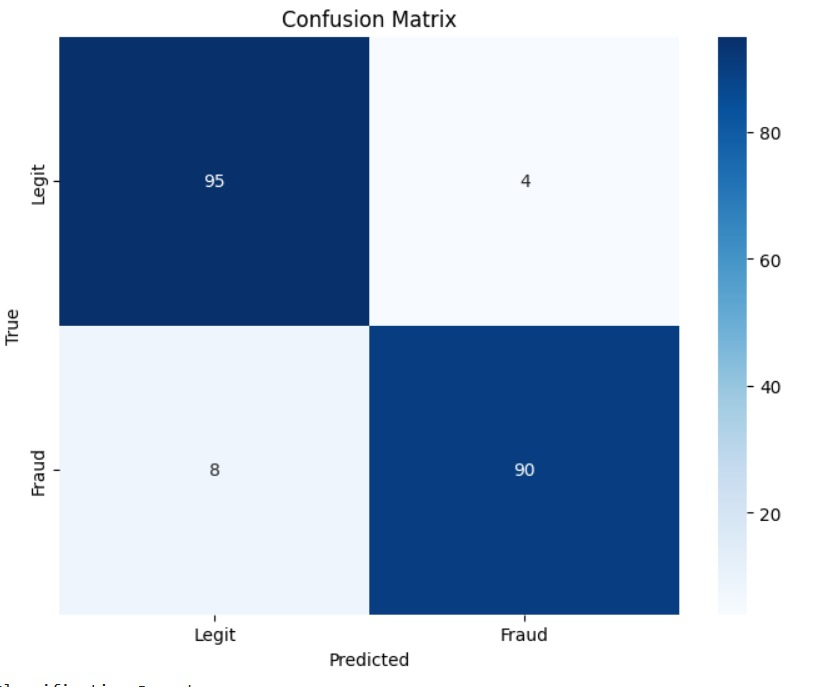 Confusion Matrix
Legit
95
4
80
60
True
40
Fraud
8
90
20
Legit
Fraud
Predicted